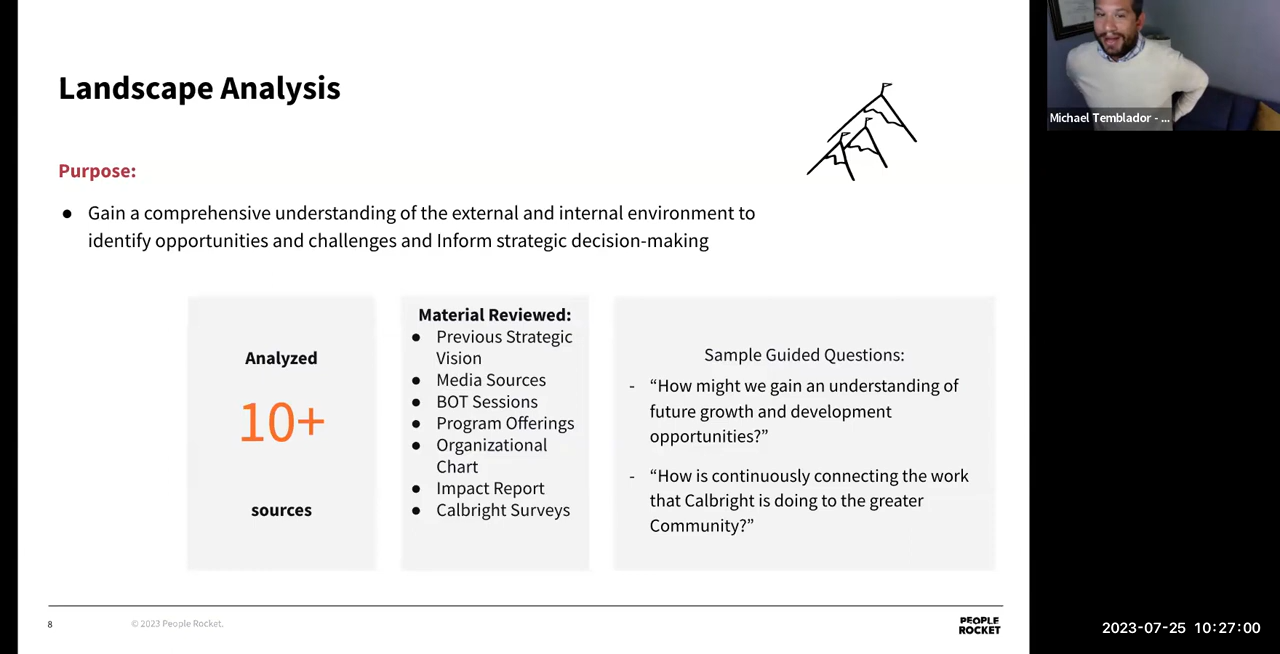 Landscape Analysis
Purpose:
● Gain a comprehensive understanding of the external and internal environment to
identify opportunities and challenges and Inform strategic decision-making
Analyzed
10+
sources
Material Reviewed:
● Previous Strategic
Vision
● Media Sources
● BOT Sessions
● Program Offerings
● Organizational
Chart
● Impact Report
● Calbright Surveys
Sample Guided Questions:
- “How might we gain an understanding of
future growth and development
opportunities?”
- “How is continuously connecting the work
that Calbright is doing to the greater
Community?”
8
© 2023 People Rocket.
PEOPLE
ROCKET
Michael Temblador - ...
2023-07-25 10:27:00